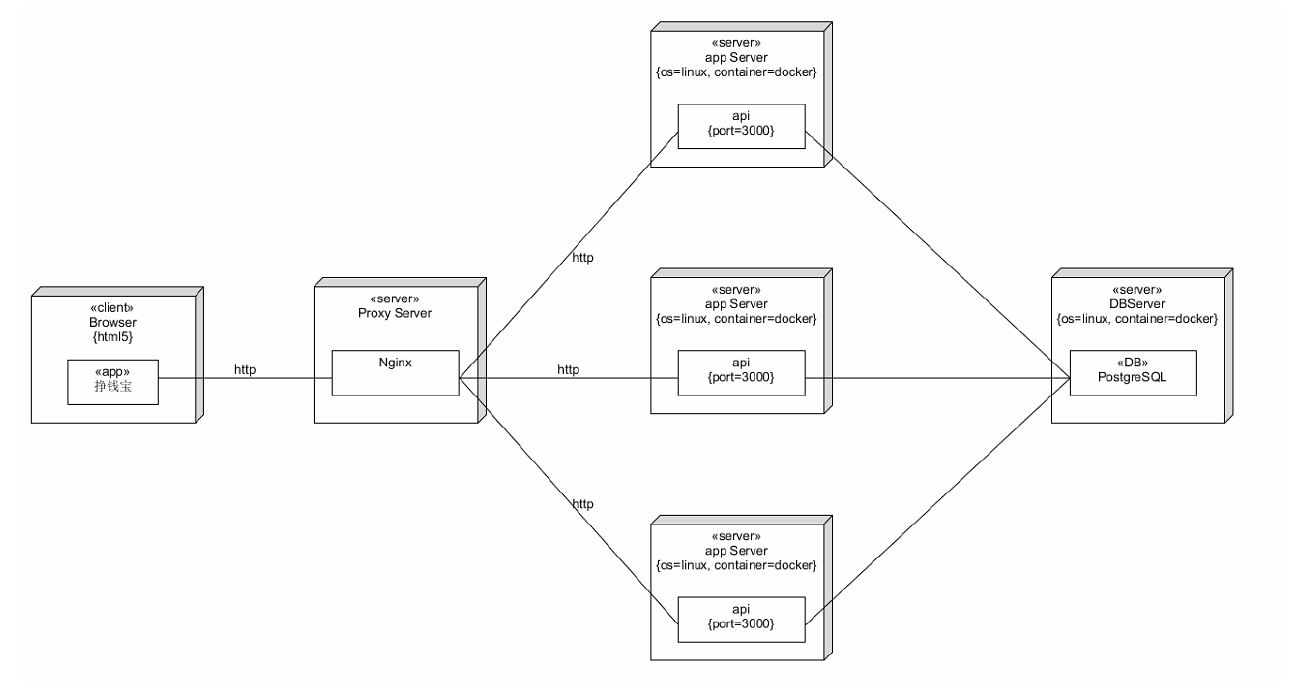 «server»
app Server
{os=linux, container=docker}
api
{port=3000}
http
«client»
Browser
{html5}
«app»
挣钱宝
http
«server»
Proxy Server
Nginx
http
«server»
app Server
{os=linux, container=docker}
api
{port=3000}
«server»
DBServer
{os=linux, container=docker}
«DB»
PostgreSQL
http
«server»
app Server
{os=linux, container=docker}
api
{port=3000}